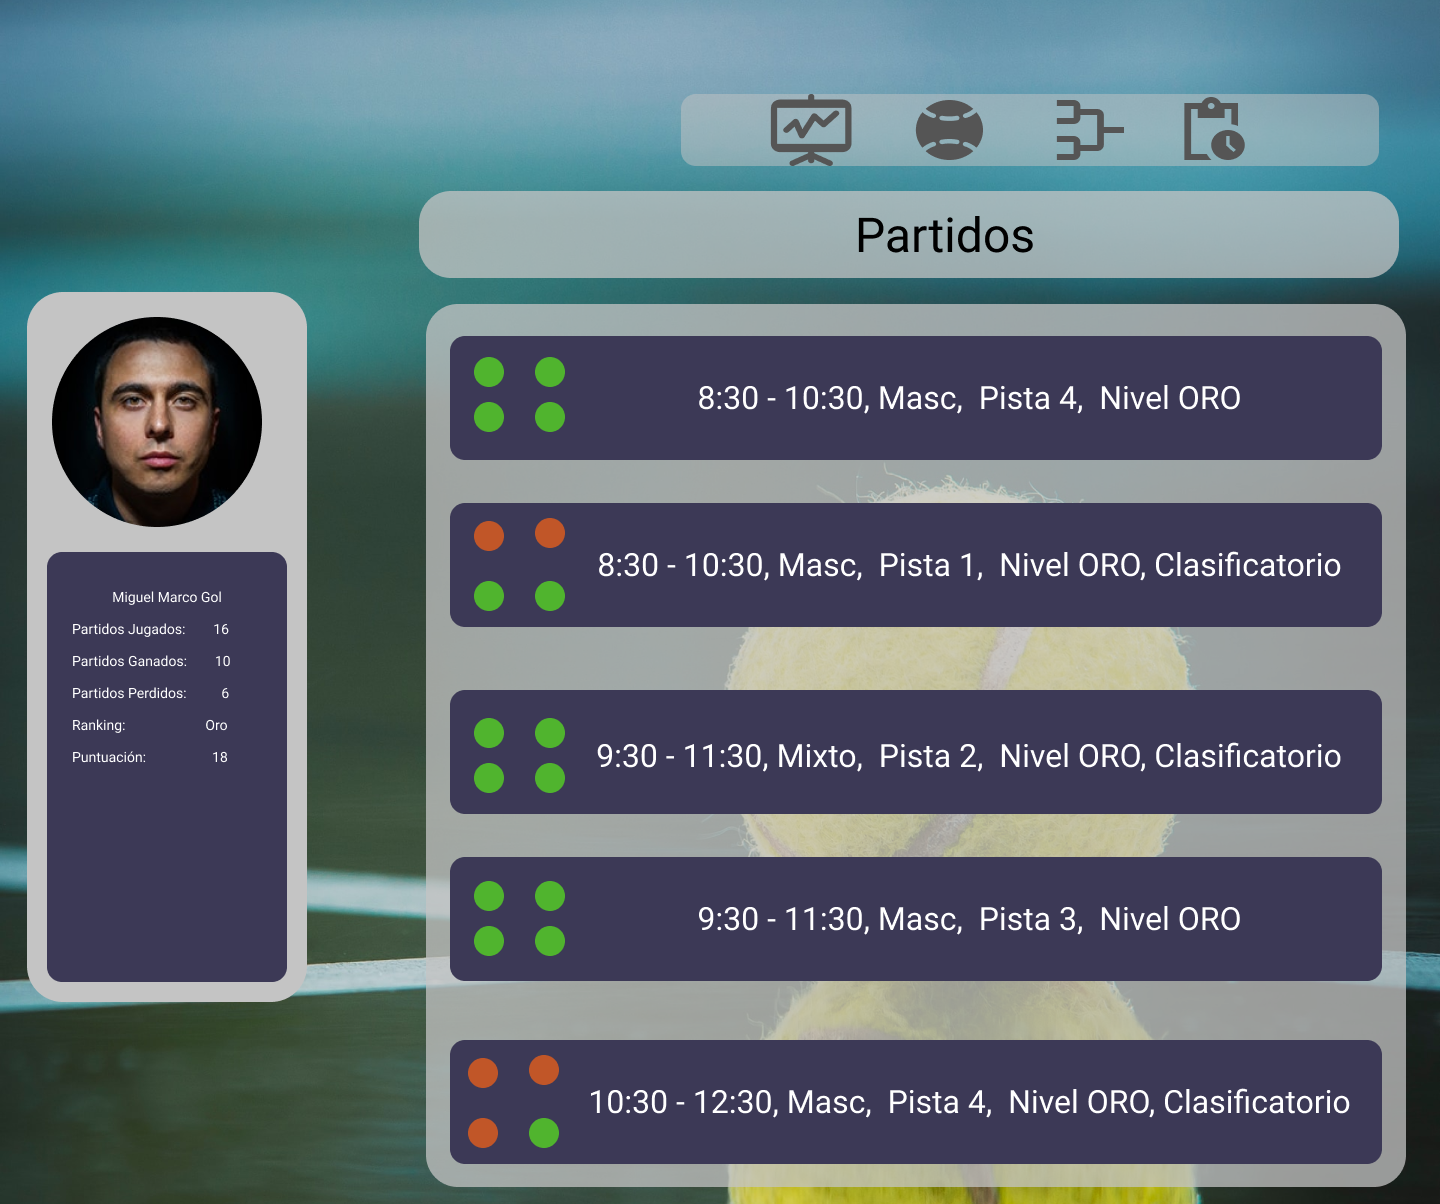 Partidos
Miguel Marco Gol
Partidos Jugados: 16
Partidos Ganados: 10
Partidos Perdidos: 6
Ranking: Oro
Puntuación: 18
8:30 - 10:30, Masc, Pista 4, Nivel ORO
8:30 - 10:30, Masc, Pista 1, Nivel ORO, Clasificatorio
9:30 - 11:30, Mixto, Pista 2, Nivel ORO, Clasificatorio
9:30 - 11:30, Masc, Pista 3, Nivel ORO
10:30 - 12:30, Masc, Pista 4, Nivel ORO, Clasificatorio